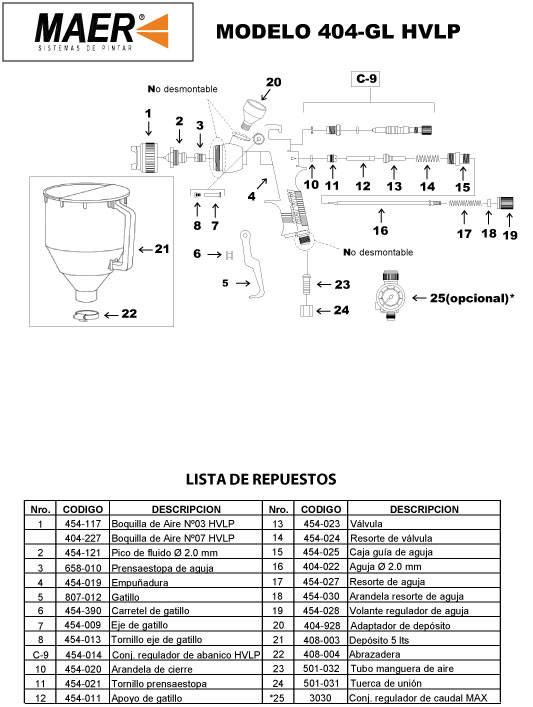 MAER
SISTEMAS DE PINTAR
MODELO 404-GL HVLP
No desmontable
20
C-9
1
2
3
4
10
11
12
13
14
15
8
7
16
17
18
19
21
22
6
5
No desmontable
23
24
25(opcional)*
LISTA DE REPUESTOS
Nro. CODIGO DESCRIPCION Nro. CODIGO DESCRIPCION
1 454-117 Boquilla de Aire Nº03 HVLP 13 454-023 Válvula
404-227 Boquilla de Aire Nº07 HVLP 14 454-024 Resorte de válvula
2 454-121 Pico de fluido Ø 2.0 mm 15 454-025 Caja guía de aguja
3 658-010 Prensaestopa de aguja 16 404-022 Aguja Ø 2.0 mm
4 454-019 Empuñadura 17 454-027 Resorte de aguja
5 807-012 Gatillo 18 454-030 Arandela resorte de aguja
6 454-390 Carretel de gatillo 19 454-028 Volante regulador de aguja
7 454-009 Eje de gatillo 20 404-928 Adaptador de depósito
8 454-013 Tornillo eje de gatillo 21 408-003 Depósito 5 lts
C-9 454-014 Conj. regulador de abanico HVLP 22 408-004 Abrazadera
10 454-020 Arandela de cierre 23 501-032 Tubo manguera de aire
11 454-021 Tornillo prensaestopa 24 501-031 Tuerca de unión
12 454-011 Apoyo de gatillo *25 3030 Conj. regulador de caudal MAX